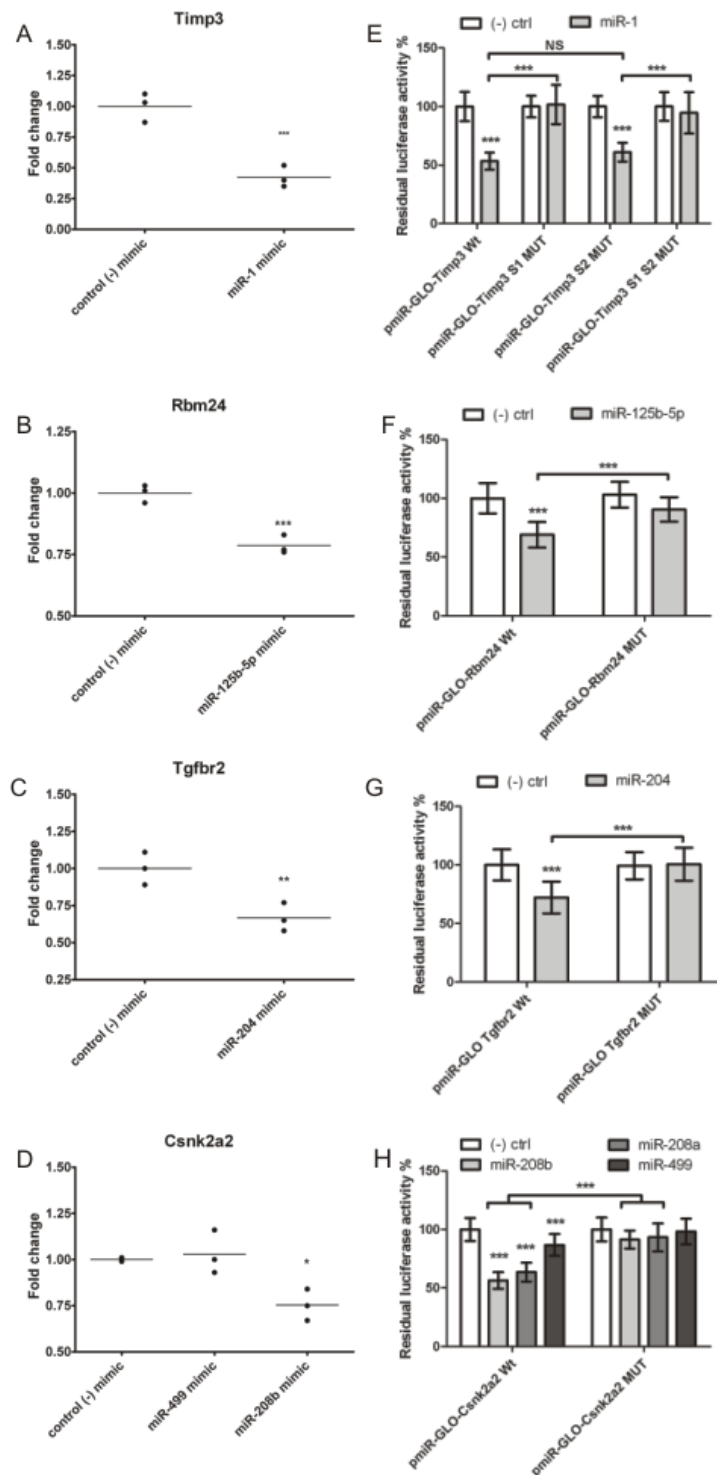 A
Timp3
Fold change
1.25
1.00
0.75
0.50
0.25
0.00
***
control (-) mimic
miR-1 mimic
E
(-) ctrl
miR-1
Residual luciferase activity %
150
100
50
0
NS
***
***
***
***
pmiR-GLO-Timp3 Wt
pmiR-GLO-Timp3 S1 MUT
pmiR-GLO-Timp3 S2 MUT
pmiR-GLO-Timp3 S1 S2 MUT
B
Rbm24
Fold change
1.25
1.00
0.75
0.50
***
control (-) mimic
miR-125b-5p mimic
F
(-) ctrl
miR-125b-5p
Residual luciferase activity %
150
100
50
0
***
***
pmiR-GLO-Rbm24 Wt
pmiR-GLO-Rbm24 MUT
C
Tgfbr2
Fold change
1.50
1.25
1.00
0.75
0.50
0.25
**
control (-) mimic
miR-204 mimic
G
(-) ctrl
miR-204
Residual luciferase activity %
150
100
50
0
***
***
pmiR-GLO Tgfbr2 Wt
pmiR-GLO Tgfbr2 MUT
D
Csnk2a2
Fold change
1.50
1.25
1.00
0.75
0.50
*
control (-) mimic
miR-499 mimic
miR-208b mimic
H
(-) ctrl
miR-208a
miR-208b
miR-499
Residual luciferase activity %
150
100
50
0
***
***
***
***
pmiR-GLO-Csnk2a2 Wt
pmiR-GLO-Csnk2a2 MUT